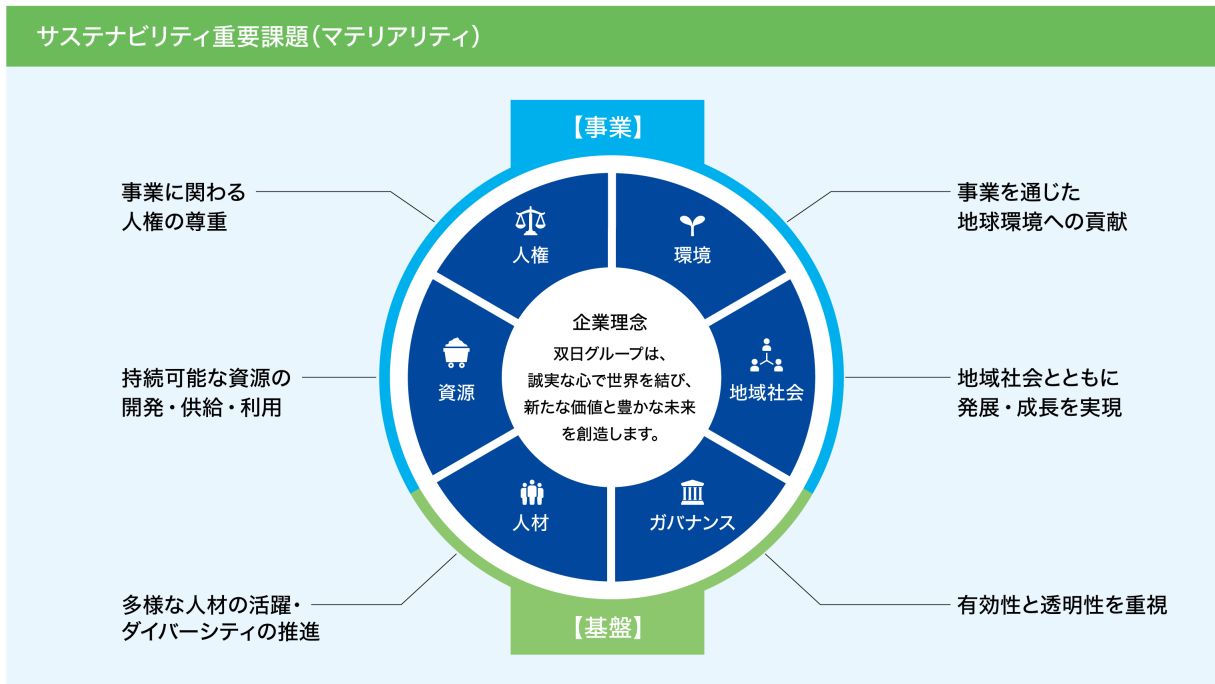 サステナビリティ重要課題（マテリアリティ）
【事業】
事業に関わる
人権の尊重
事業を通じた
地球環境への貢献
人権
環境
持続可能な資源の
開発・供給・利用
資源
企業理念
双日グループは、
誠実な心で世界を結び、
新たな価値と豊かな未来
を創造します。
地域社会
地域社会とともに
発展・成長を実現
人材
ガバナンス
多様な人材の活躍・
ダイバーシティの推進
有効性と透明性を重視
【基盤】